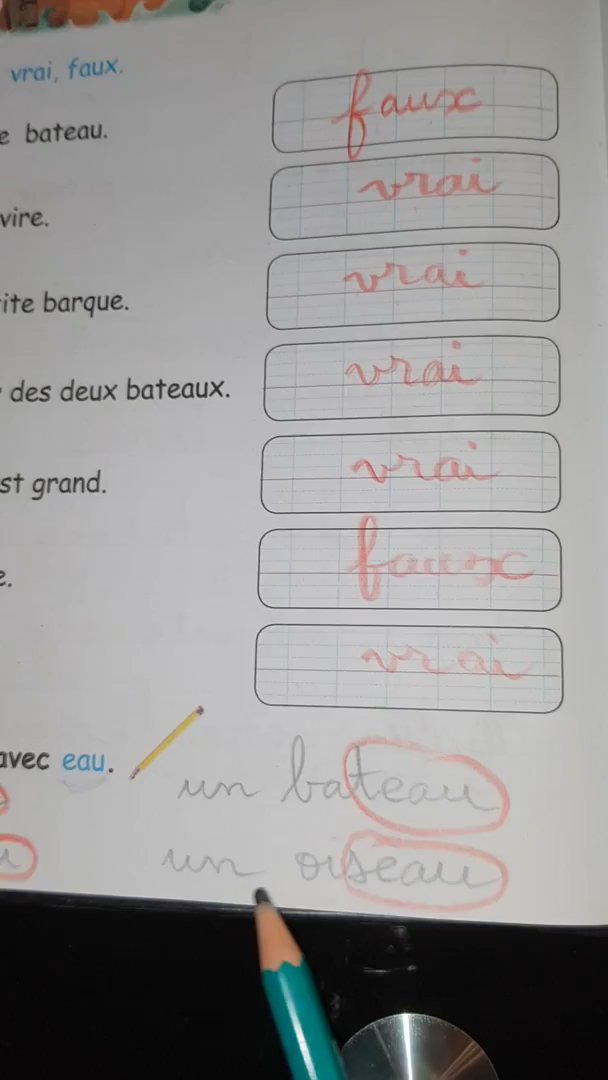 vrai, faux.
e bateau. faux
vire. vrai
ite barque. vrai
des deux bateaux. vrai
st grand. vrai
e. faux
vrai
avec eau.
un bateau
un oiseau